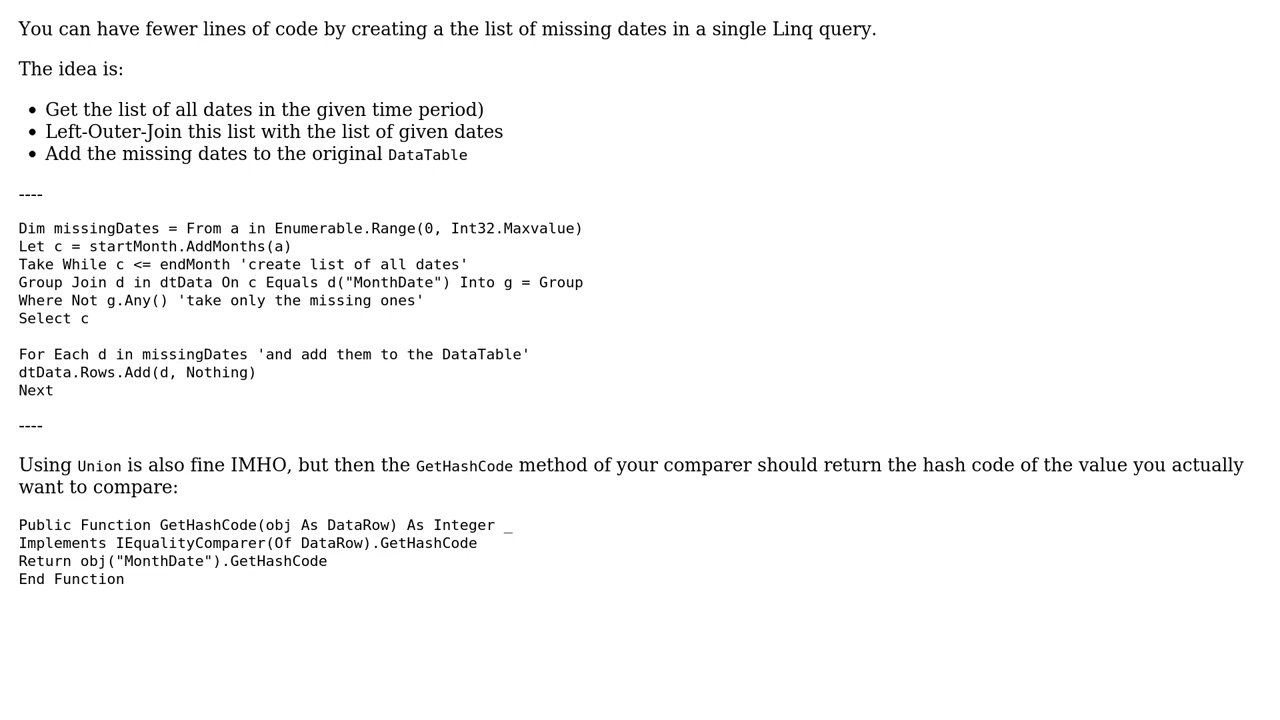 You can have fewer lines of code by creating a the list of missing dates in a single Linq query.
The idea is:
• Get the list of all dates in the given time period)
• Left-Outer-Join this list with the list of given dates
• Add the missing dates to the original DataTable
----
Dim missingDates = From a in Enumerable.Range(0, Int32.Maxvalue)
Let c = startMonth.AddMonths(a)
Take While c <= endMonth 'create list of all dates'
Group Join d in dtData On c Equals d("MonthDate") Into g = Group
Where Not g.Any() 'take only the missing ones'
Select c
For Each d in missingDates 'and add them to the DataTable'
dtData.Rows.Add(d, Nothing)
Next
----
Using Union is also fine IMHO, but then the GetHashCode method of your comparer should return the hash code of the value you actually
want to compare:
Public Function GetHashCode(obj As DataRow) As Integer _
Implements IEqualityComparer(Of DataRow).GetHashCode
Return obj("MonthDate").GetHashCode
End Function